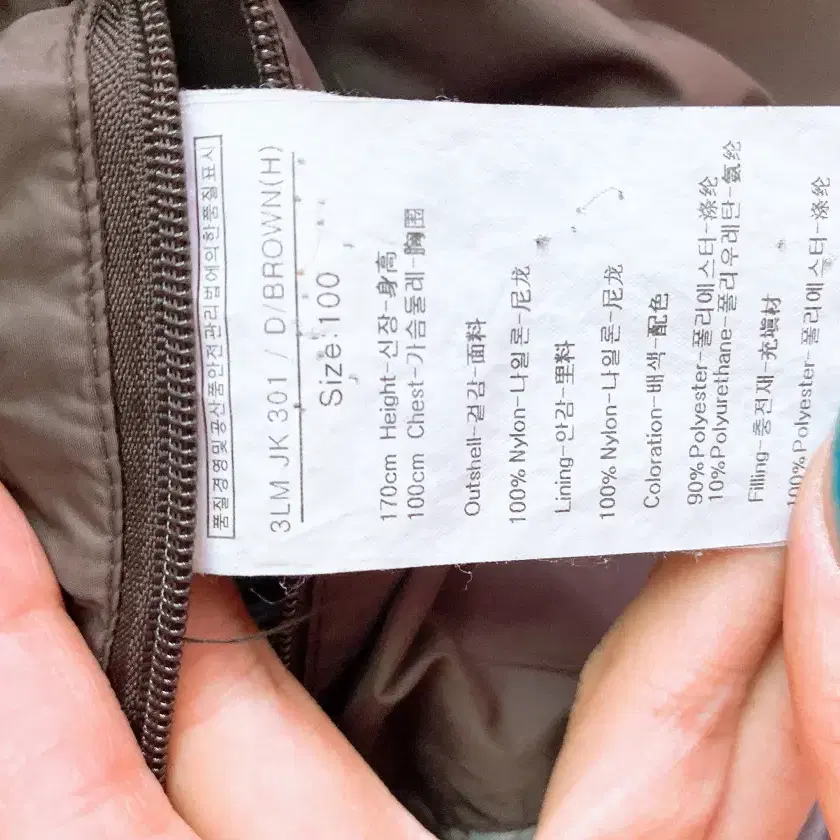 품질경영및공산품안전관리법에의한품질표시
3LM JK 301 / D/BROWN(H)
Size:100
170cm Height-신장-身高
100cm Chest-가슴둘레-胸围
Outshell-겉감-面料
100% Nylon-나일론-尼龙
Lining-안감-里料
100% Nylon-나일론-尼龙
Coloration-배색-配色
90%Polyester-폴리에스터-涤纶
10%Polyurethane-폴리우레탄-氨纶
Filling-충전재-充填材
100%Polyester-폴리에스터-涤纶